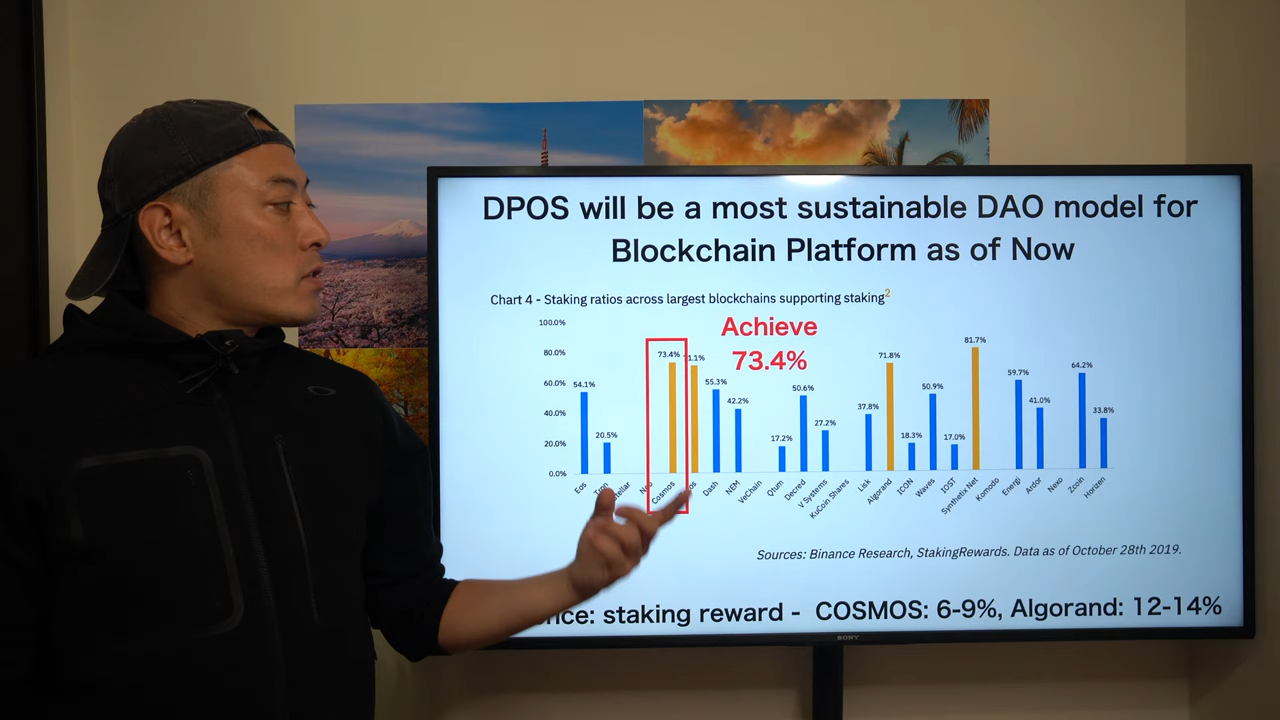 DPOS will be a most sustainable DAO model for
Blockchain Platform as of Now
Chart 4 - Staking ratios across largest blockchains supporting staking2
Achieve
73.4%
100.0%
80.0%
60.0%
40.0%
20.0%
0.0%
54.1%
20.5%
73.4%
55.3%
42.2%
17.2%
50.6%
27.2%
37.8%
71.8%
18.3%
50.9%
17.0%
81.7%
59.7%
41.0%
64.2%
33.8%
Eos
Cosmos
Dash
NEM
VeChain
Qtum
Decred
V Systems
KuCoin Shares
Lisk
Algorand
ICON
Waves
IOST
Synthetix Net
Komodo
Energi
Ardor
Nexo
Zcoin
Horizen
Sources: Binance Research, StakingRewards. Data as of October 28th 2019.
staking reward - COSMOS: 6-9%, Algorand: 12-14%
SONY